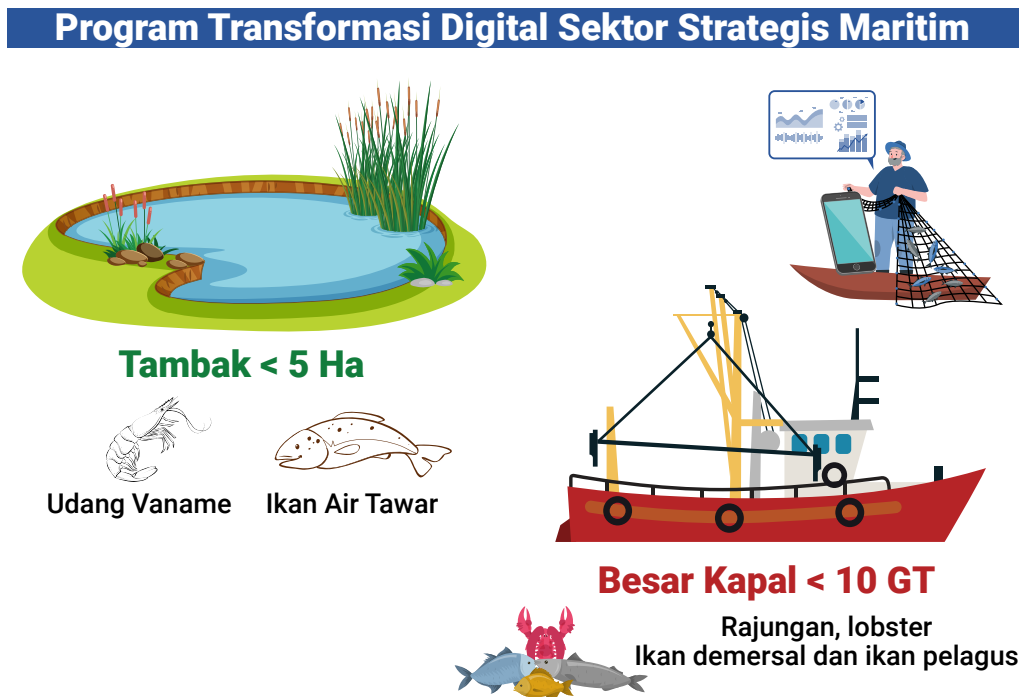 Program Transformasi Digital Sektor Strategis Maritim
Tambak < 5 Ha
Udang Vaname
Ikan Air Tawar
Besar Kapal < 10 GT
Rajungan, lobster
Ikan demersal dan ikan pelagus